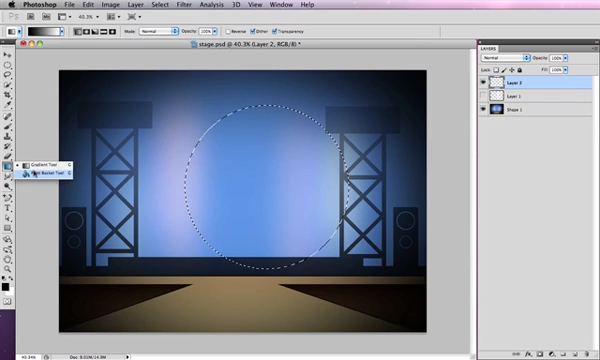 Photoshop File Edit Image Layer Select Filter Analysis 3D View Window Help
40.3%
Mode: Normal Opacity: 100% Reverse Dither Transparency
stage.psd @ 40.3% (Layer 2, RGB/8) *
LAYERS
Normal Opacity: 100%
Lock: Fill: 100%
Layer 2
Layer 1
Shape 1
Gradient Tool G
Paint Bucket Tool G
40.34% Doc: 9.01M/14.9M